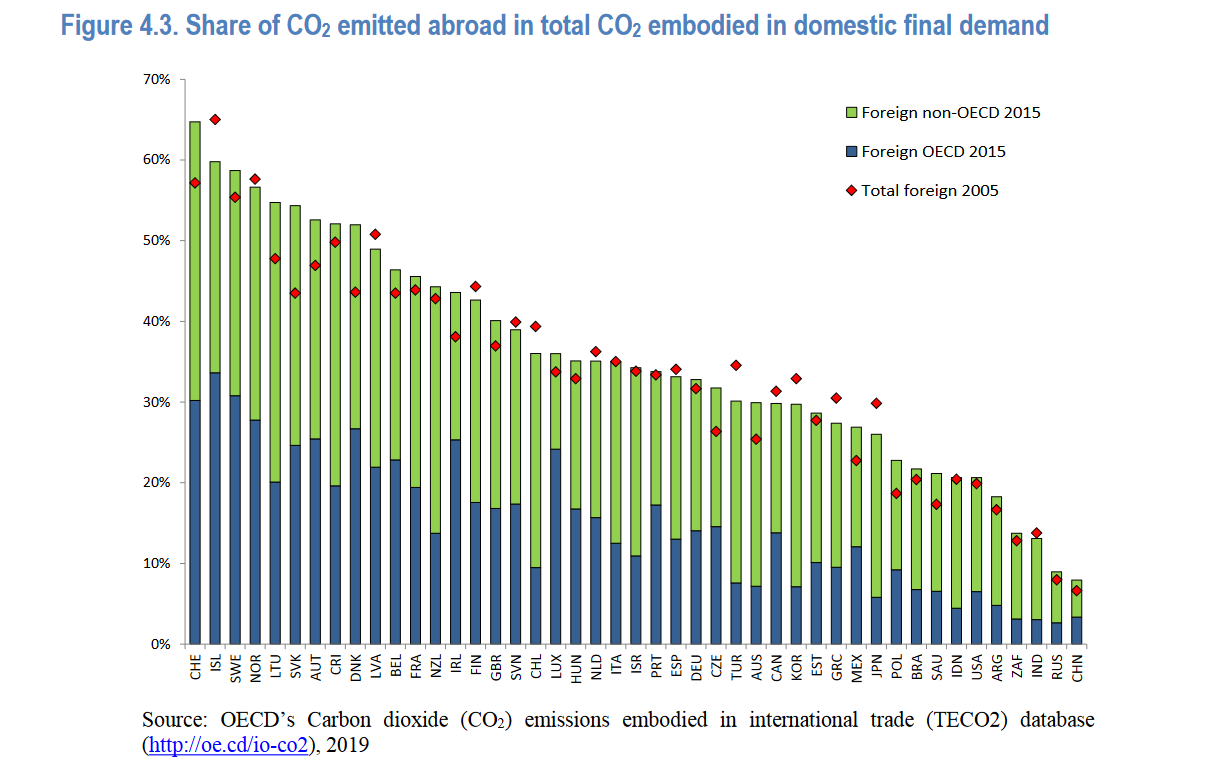 Figure 4.3. Share of CO₂ emitted abroad in total CO₂ embodied in domestic final demand
70%
60%
50%
40%
30%
20%
10%
0%
Foreign non-OECD 2015
Foreign OECD 2015
Total foreign 2005
CHE ISL SWE NOR LTU SVK AUT CRI DNK LVA BEL FRA NZL IRL FIN GBR SVN CHL LUX HUN NLD ITA ISR PRT ESP DEU CZE TUR AUS CAN KOR EST GRC MEX JPN POL BRA SAU IDN USA ARG ZAF IND RUS CHN
Source: OECD’s Carbon dioxide (CO₂) emissions embodied in international trade (TECO2) database
(http://oe.cd/io-co2), 2019